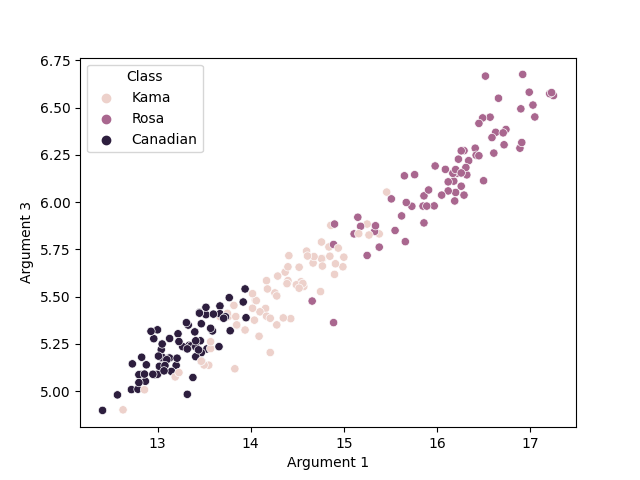 Class
Kama
Rosa
Canadian
6.75
6.50
6.25
6.00
5.75
5.50
5.25
5.00
Argument 3
13
14
15
16
17
Argument 1